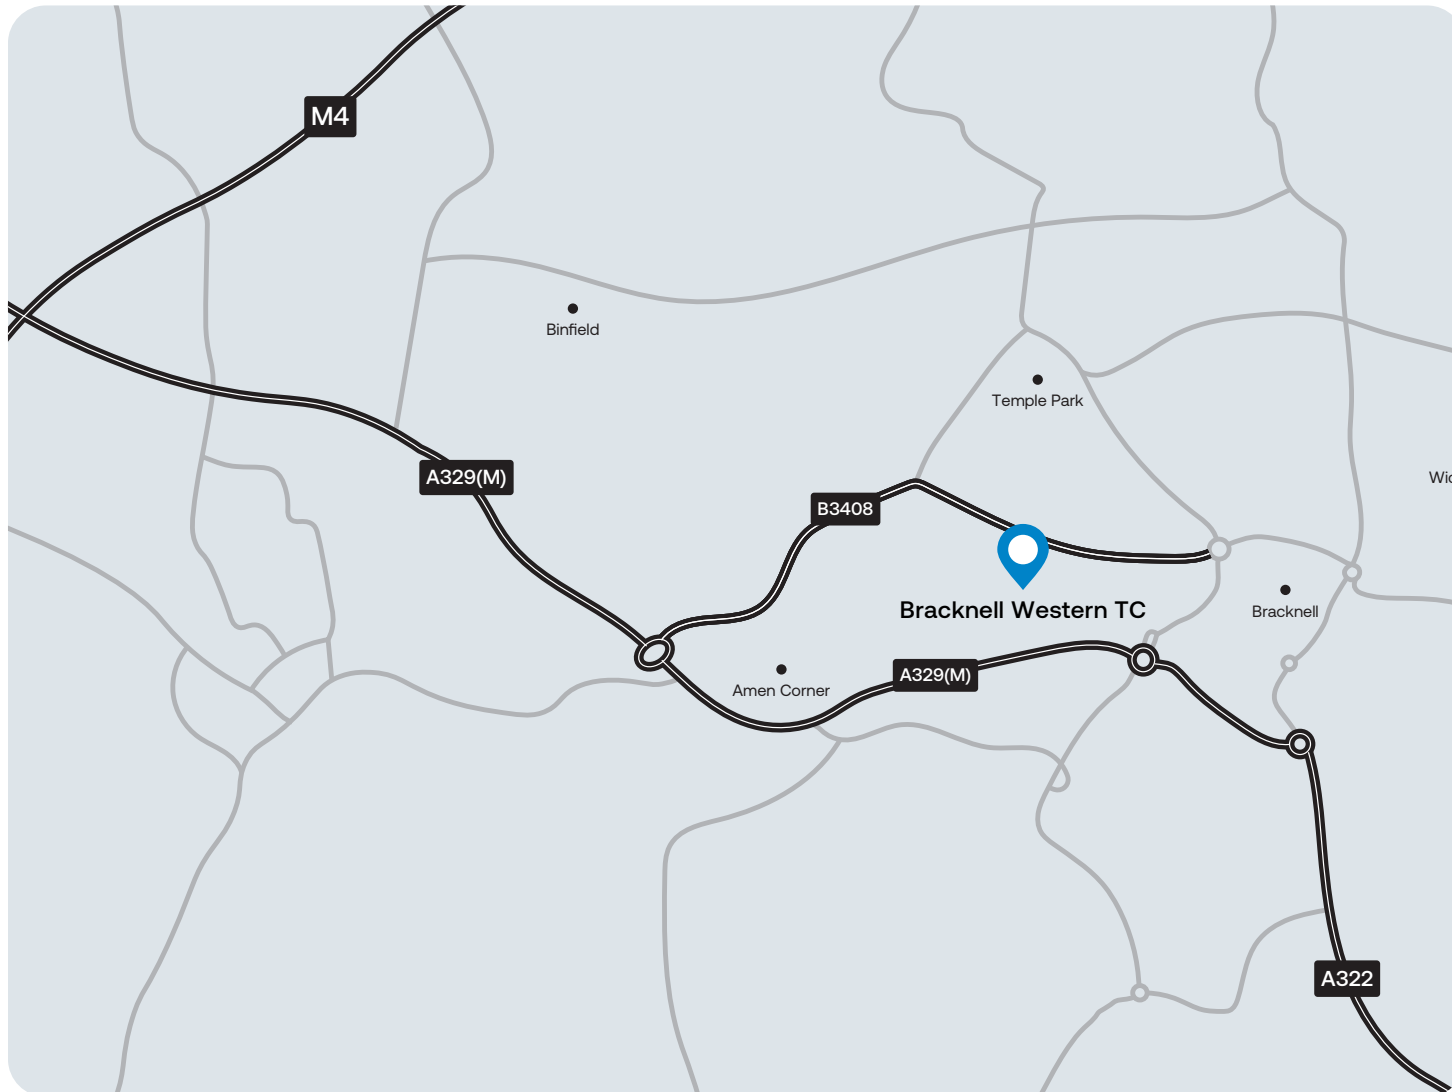 M4
Binfield
Temple Park
A329(M)
B3408
Bracknell Western TC
Bracknell
Amen Corner
A329(M)
A322